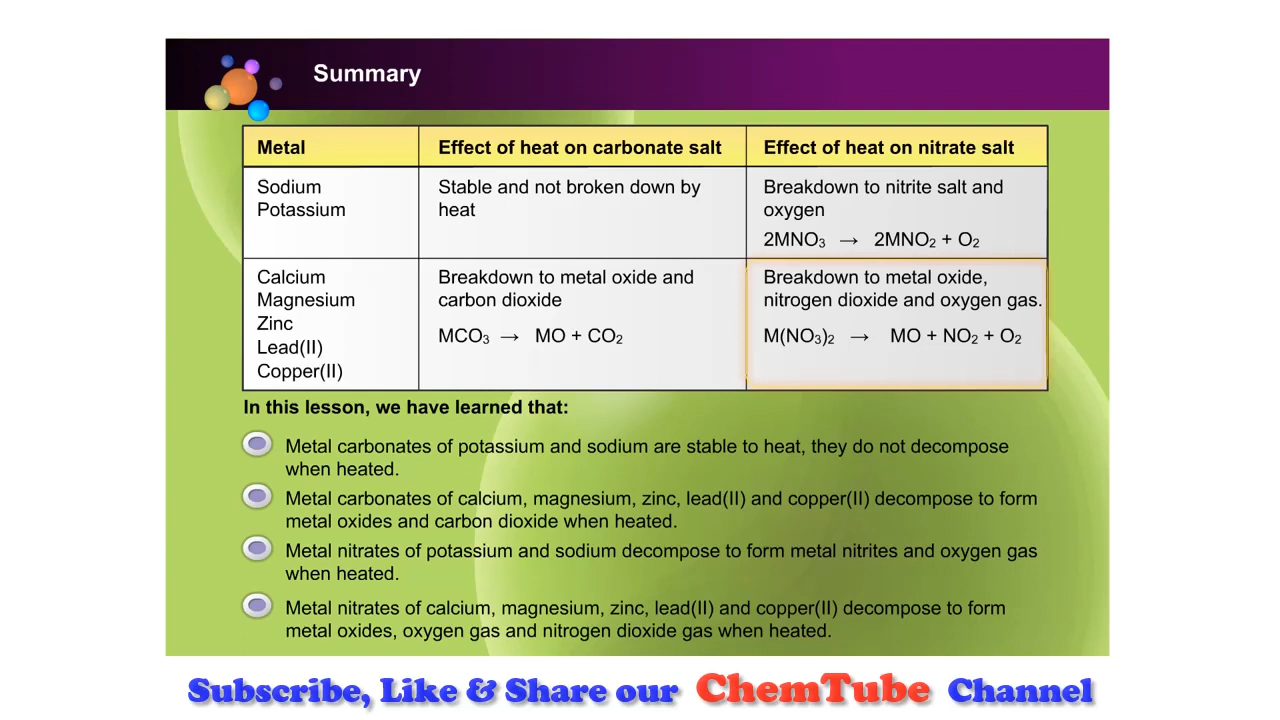 Summary
Metal
Effect of heat on carbonate salt
Effect of heat on nitrate salt
Sodium
Potassium
Stable and not broken down by
heat
Breakdown to nitrite salt and
oxygen
2MNO₃ → 2MNO₂ + O₂
Calcium
Magnesium
Zinc
Lead(II)
Copper(II)
Breakdown to metal oxide and
carbon dioxide
MCO₃ → MO + CO₂
Breakdown to metal oxide,
nitrogen dioxide and oxygen gas.
M(NO₃)₂ → MO + NO₂ + O₂
In this lesson, we have learned that:
Metal carbonates of potassium and sodium are stable to heat, they do not decompose
when heated.
Metal carbonates of calcium, magnesium, zinc, lead(II) and copper(II) decompose to form
metal oxides and carbon dioxide when heated.
Metal nitrates of potassium and sodium decompose to form metal nitrites and oxygen gas
when heated.
Metal nitrates of calcium, magnesium, zinc, lead(II) and copper(II) decompose to form
metal oxides, oxygen gas and nitrogen dioxide gas when heated.
Subscribe, Like & Share our ChemTube Channel